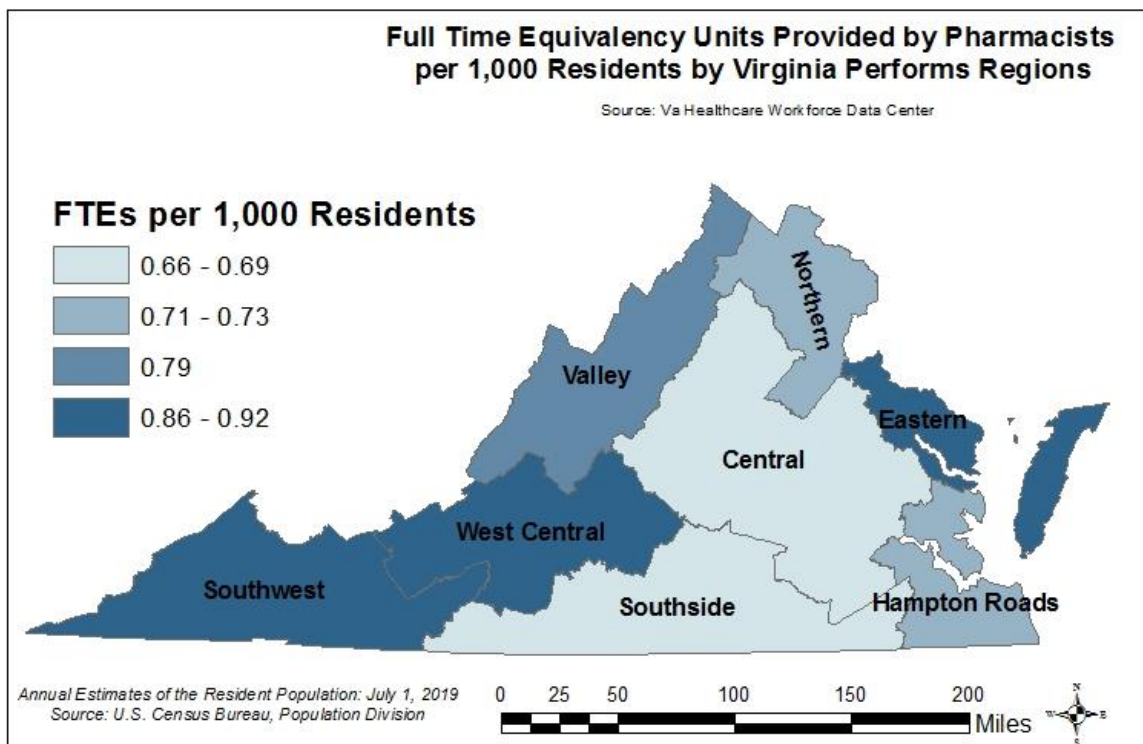 Full Time Equivalency Units Provided by Pharmacists
per 1,000 Residents by Virginia Performs Regions
Source: Va Healthcare Workforce Data Center
FTEs per 1,000 Residents
0.66 - 0.69
0.71 - 0.73
0.79
0.86 - 0.92
Northern
Valley
Eastern
Central
West Central
Southwest
Southside
Hampton Roads
Annual Estimates of the Resident Population: July 1, 2019
Source: U.S. Census Bureau, Population Division
0 25 50 100 150 200
Miles
N
W E
S